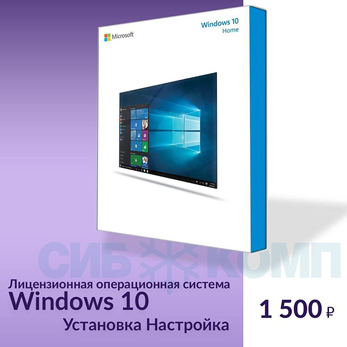 Microsoft
Windows 10
Home
СИБ КОМП
Лицензионная операционная система
Windows 10
Установка Настройка
1 500 ₽